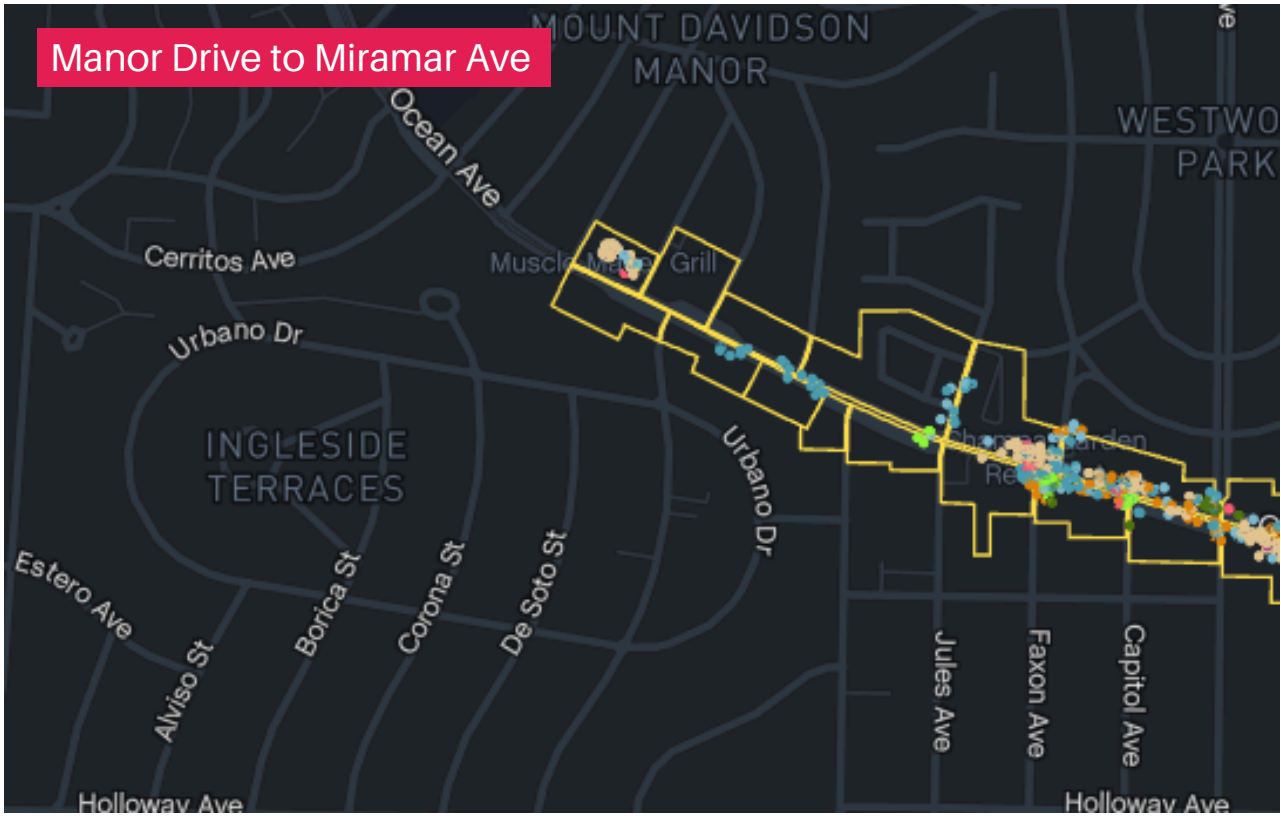 Manor Drive to Miramar Ave
MOUNT DAVIDSON
MANOR
Ocean Ave
WESTWO
PARK
ve
Cerritos Ave
Muscle
Grill
Urbano Dr
INGLESIDE
TERRACES
Urbano Dr
Estero Ave
Alviso St
Borica St
Corona St
De Soto St
Jules Ave
Faxon Ave
Capitol Ave
Holloway Ave
Holloway Ave